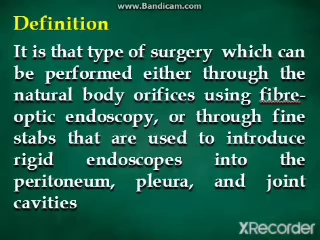 www.Bandicam.com
Definition
It is that type of surgery which can
be performed either through the
natural body orifices using fibre-
optic endoscopy, or through fine
stabs that are used to introduce
rigid endoscopes into the
peritoneum, pleura, and joint
cavities
XRecorder